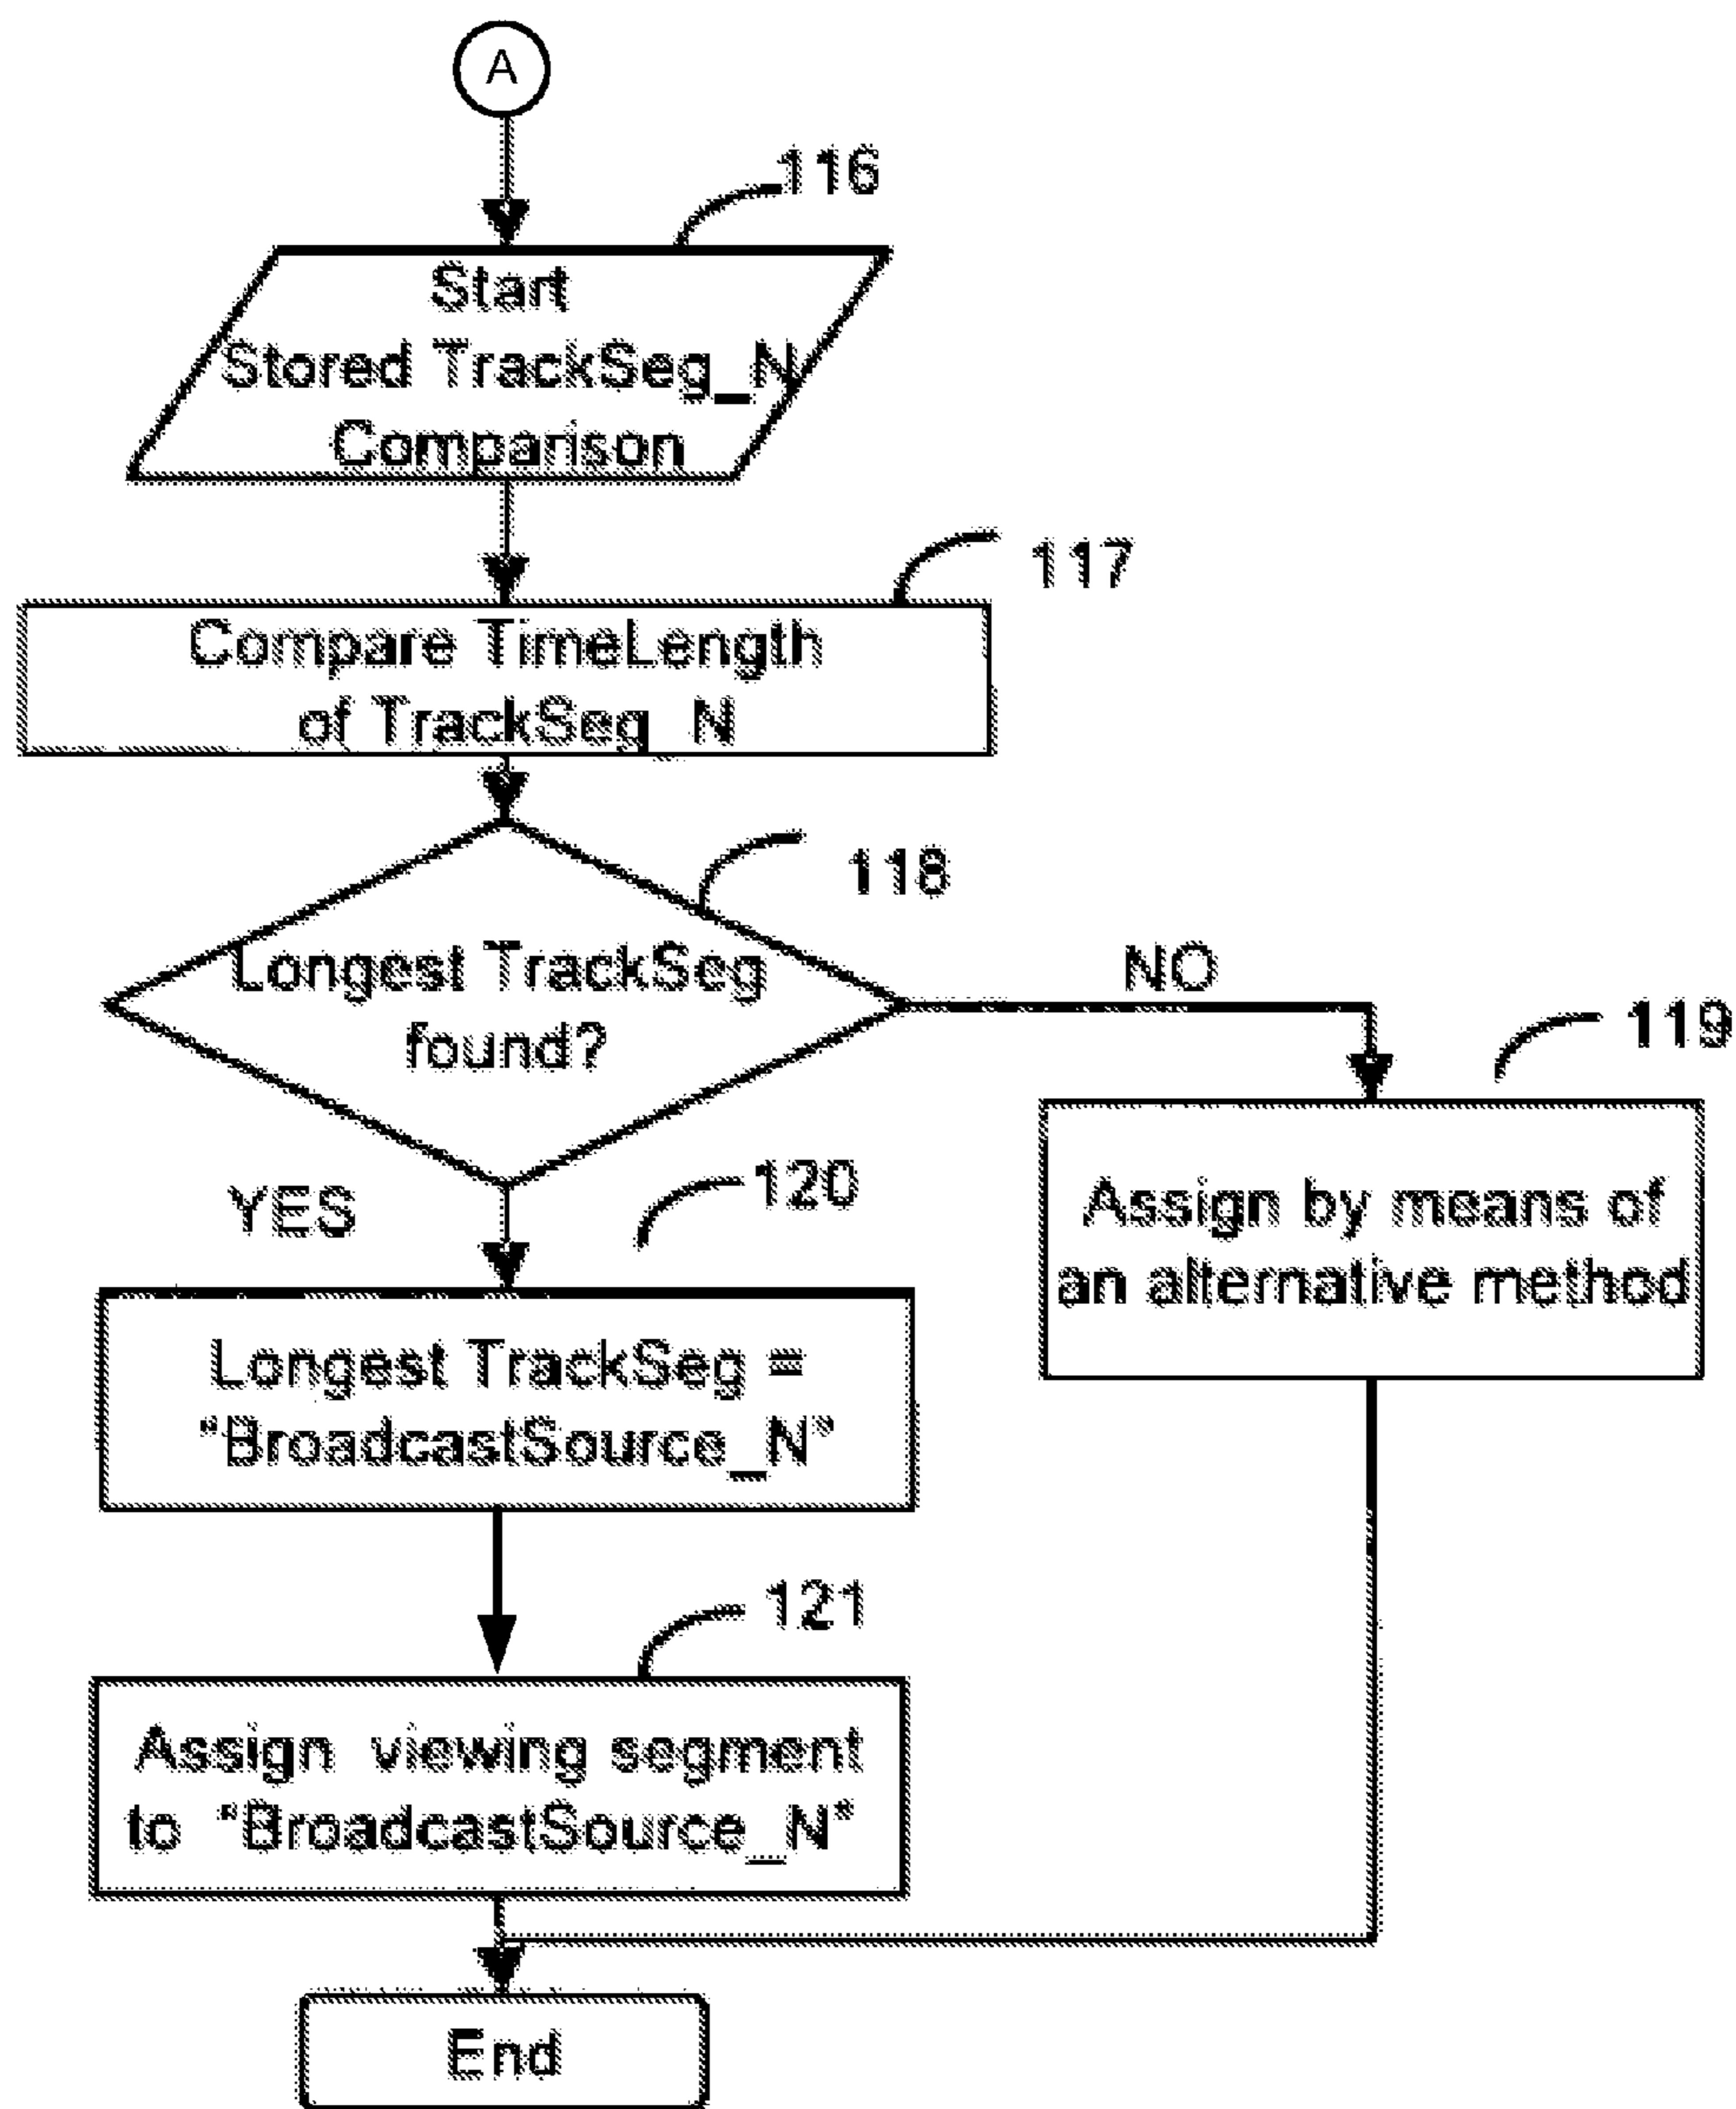 A
116
Start
Stored TrackSeg_N
Comparison
117
Compare TimeLength
of TrackSeg_N
118
Longest TrackSeg
found?
NO
119
Assign by means of
an alternative method
YES
120
Longest TrackSeg =
"BroadcastSource_N"
121
Assign viewing segment
to "BroadcastSource_N"
End